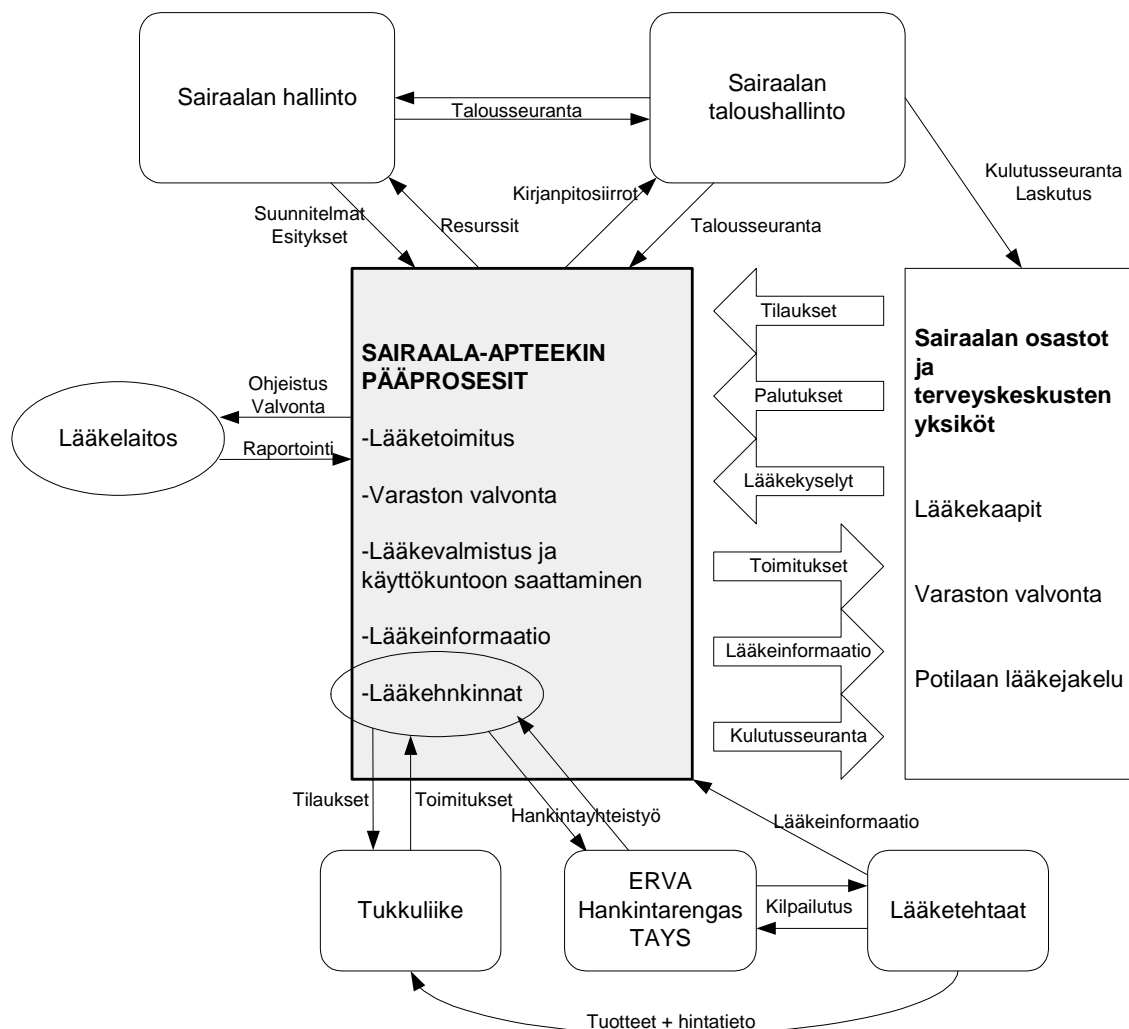 Sairaalan hallinto
Sairaalan
taloushallinto
Talousseuranta
Kulutusseuranta
Laskutus
Suunnitelmat
Esitykset
Resurssit
Kirjanpitosiirrot
Talousseuranta
SAIRAALA-APTEEKIN
PÄÄPROSESIT
-Lääketoimitus
-Varaston valvonta
-Lääkevalmistus ja
käyttökuntoon saattaminen
-Lääkeinformaatio
-Lääkehnkinnat
Ohjeistus
Valvonta
Lääkelaitos
Raportointi
Tilaukset
Palutukset
Lääkekyselyt
Toimitukset
Lääkeinformaatio
Kulutusseuranta
Sairaalan osastot
ja
terveyskeskusten
yksiköt
Lääkekaapit
Varaston valvonta
Potilaan lääkejakelu
Tilaukset
Toimitukset
Hankintayhteistyö
Lääkeinformaatio
Tukkuliike
ERVA
Hankintarengas
TAYS
Kilpailutus
Lääketehtaat
Tuotteet + hintatieto